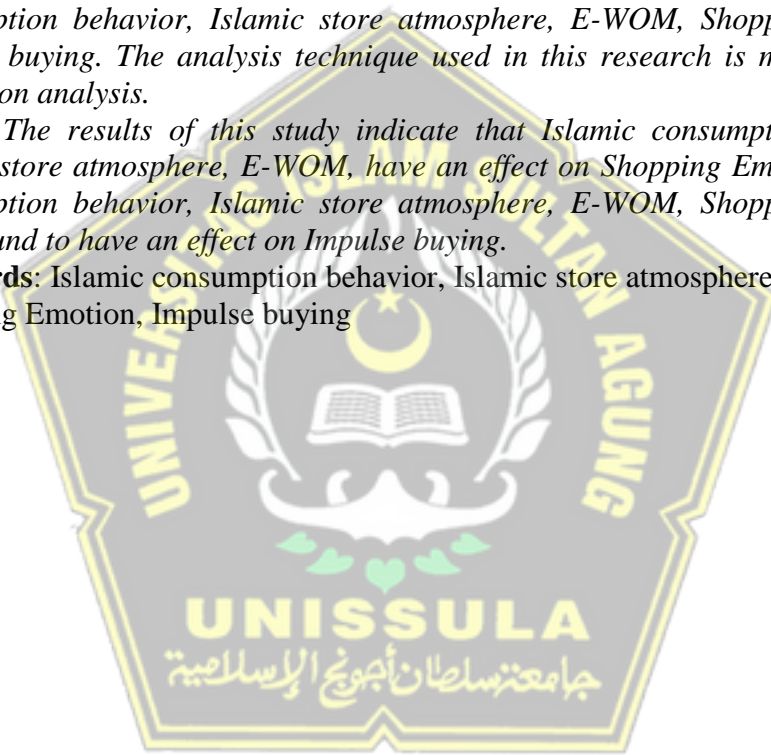 ption behavior, Islamic store atmosphere, E-WOM, Shopp
buying. The analysis technique used in this research is m
on analysis.
The results of this study indicate that Islamic consumpt
store atmosphere, E-WOM, have an effect on Shopping Em
ption behavior, Islamic store atmosphere, E-WOM, Shopp
und to have an effect on Impulse buying.
rds: Islamic consumption behavior, Islamic store atmosphere
g Emotion, Impulse buying
UNIVERSITAS ISLAM SULTAN AGUNG
UNISSULA
جامعة سلطان أجونج الإسلامية